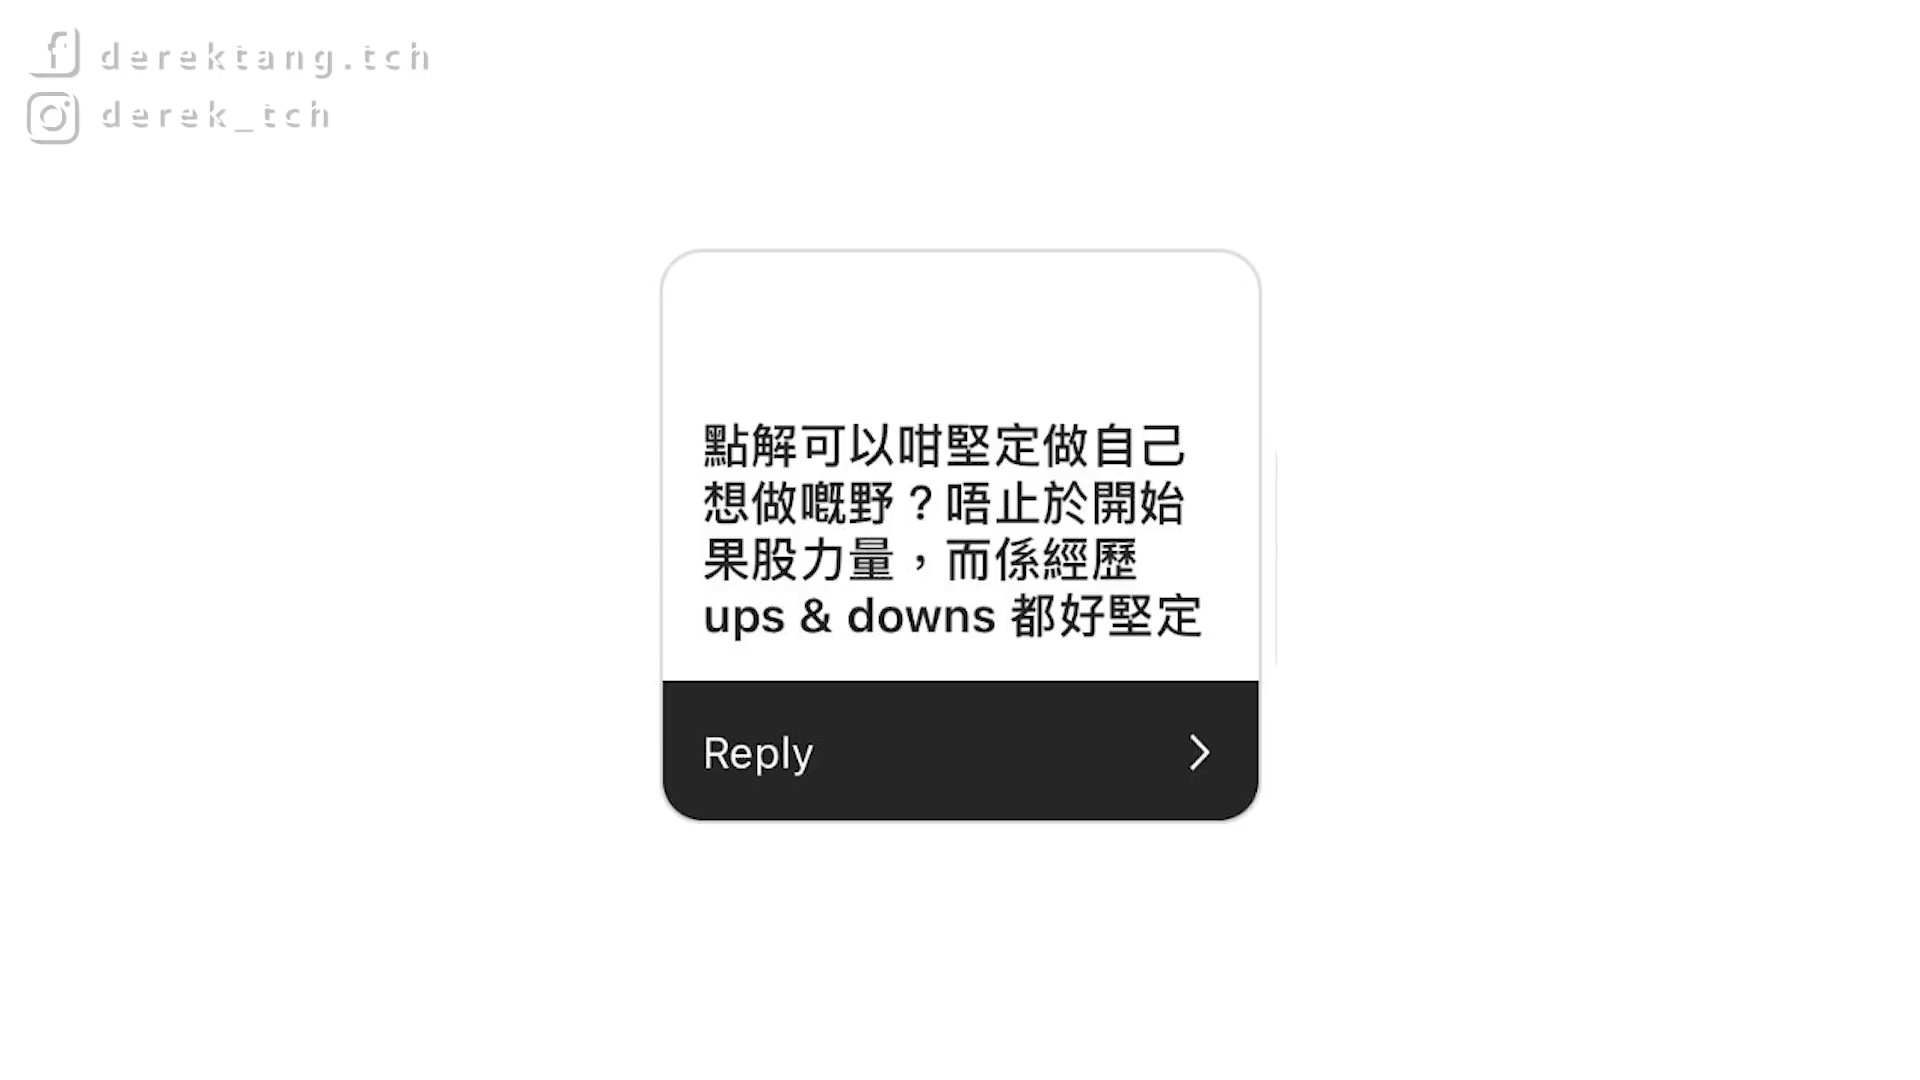 derektang.tch
derek_tch
點解可以咁堅定做自己
想做嘅野？唔止於開始
果股力量，而係經歷
ups & downs 都好堅定
Reply